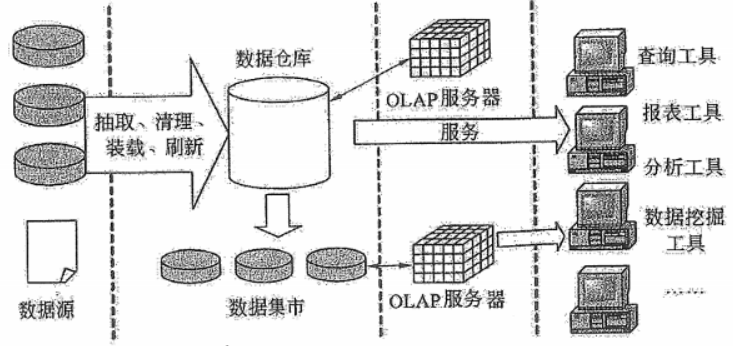 数据仓库
查询工具
OLAP服务器
报表工具
抽取、清理、
装载、刷新
服务
分析工具
数据挖掘
工具
数据源
数据集市
OLAP服务器
……